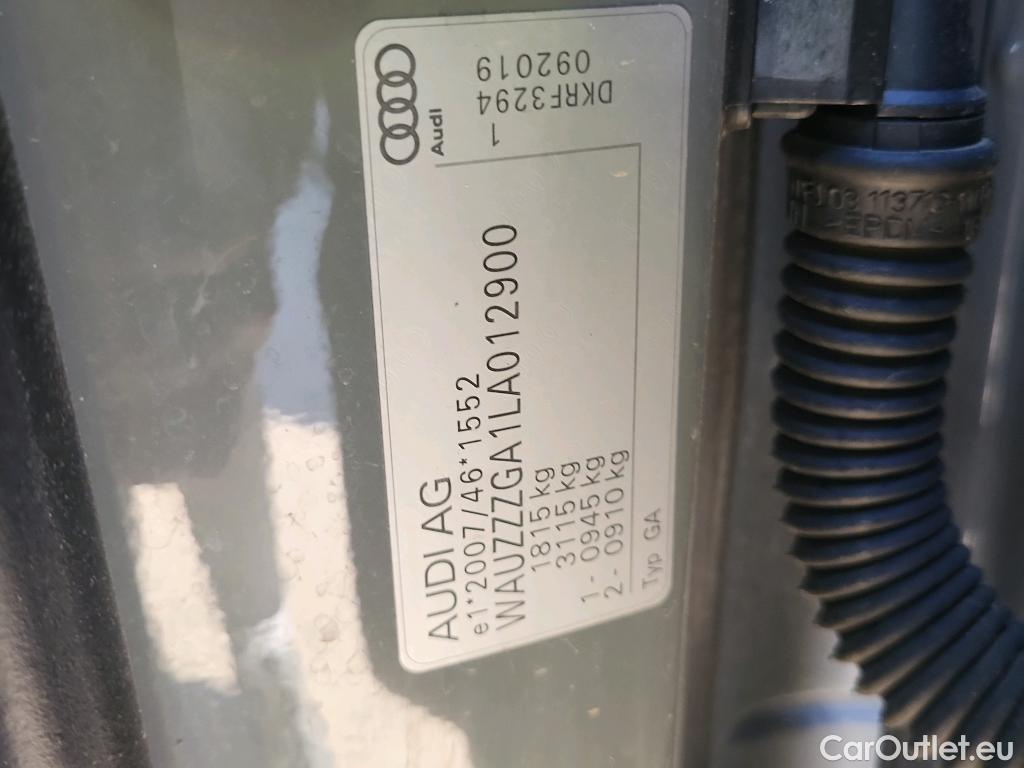 AUDI AG
e1*2007/46*1552
WAUZZZGA1LA012900
1815 kg
3115 kg
1 - 0945 kg
2 - 0910 kg
Typ GA
Audi
1
DKRF3294
092019
CarOutlet.eu